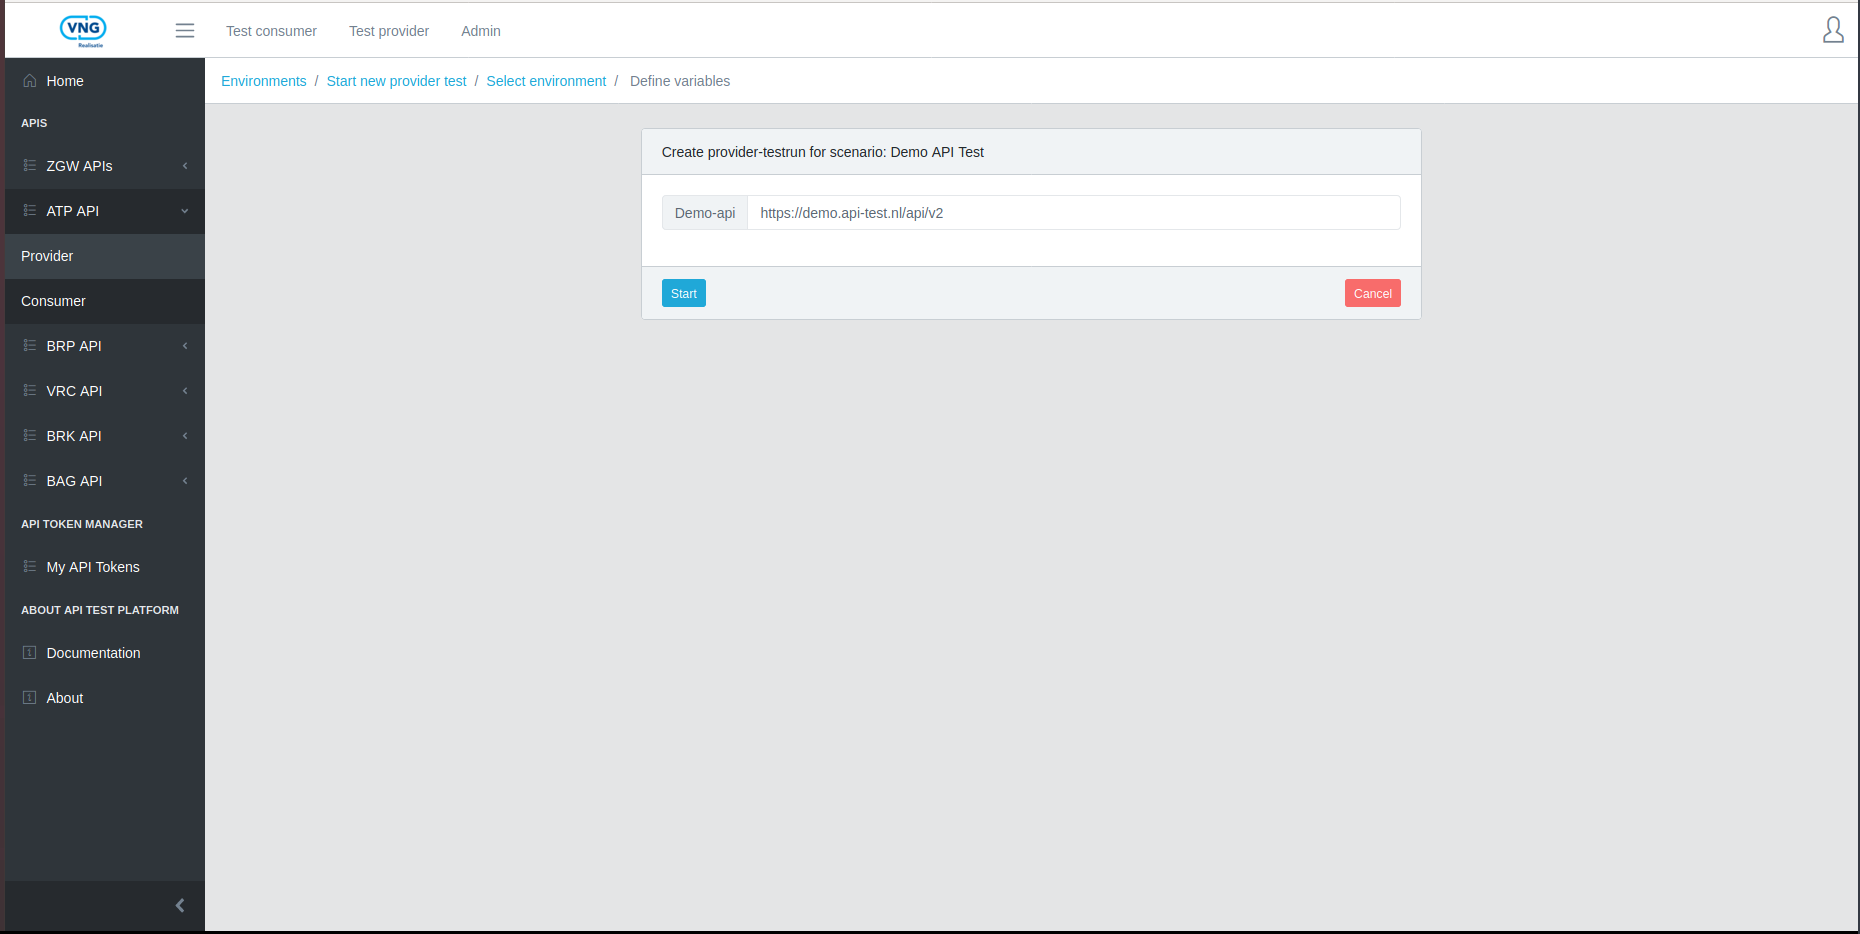 VNG
Realisatie
Test consumer
Test provider
Admin
Home
APIS
ZGW APIs
ATP API
Provider
Consumer
BRP API
VRC API
BRK API
BAG API
API TOKEN MANAGER
My API Tokens
ABOUT API TEST PLATFORM
Documentation
About
Environments / Start new provider test / Select environment / Define variables
Create provider-testrun for scenario: Demo API Test
Demo-api https://demo.api-test.nl/api/v2
Start
Cancel